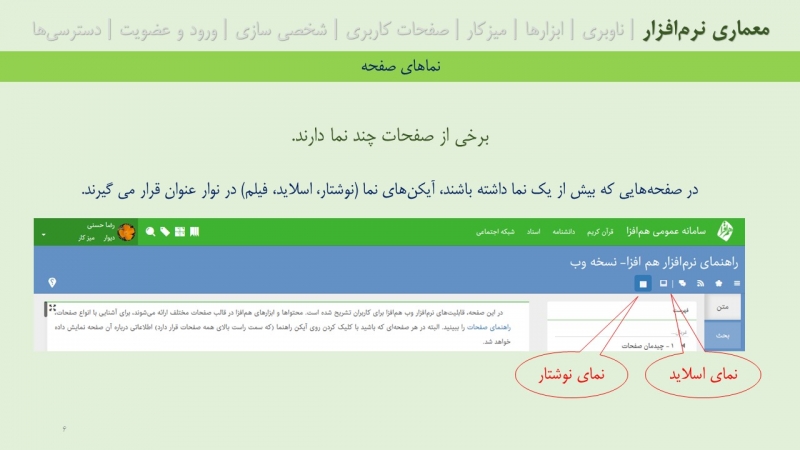 معماری نرم‌افزار | ناوبری | ابزارها | میزکار | صفحات کاربری | شخصی سازی | ورود و عضویت | دسترسی‌ها
نماهای صفحه
برخی از صفحات چند نما دارند.
در صفحه‌هایی که بیش از یک نما داشته باشند، آیکن‌های نما (نوشتار، اسلاید، فیلم) در نوار عنوان قرار می گیرند.
سامانه عمومی هم‌افزا قرآن کریم دانشنامه اسناد شبکه اجتماعی
رضا حسنی
دیوار میز کار
راهنمای نرم‌افزار هم افزا- نسخه وب
متن
بحث
فهرست
۱ - چیدمان صفحات
در این صفحه، قابلیت‌های نرم‌افزار وب هم‌افزا برای کاربران تشریح شده است. محتواها و ابزارهای هم‌افزا در قالب صفحات مختلف ارائه می‌شوند، برای آشنایی با انواع صفحات،
راهنمای صفحات را ببینید. البته در هر صفحه‌ای که باشید با کلیک کردن روی آیکن راهنما (که سمت راست بالای همه صفحات قرار دارد) اطلاعاتی درباره آن صفحه نمایش داده
خواهد شد.
نمای اسلاید
نمای نوشتار
۶